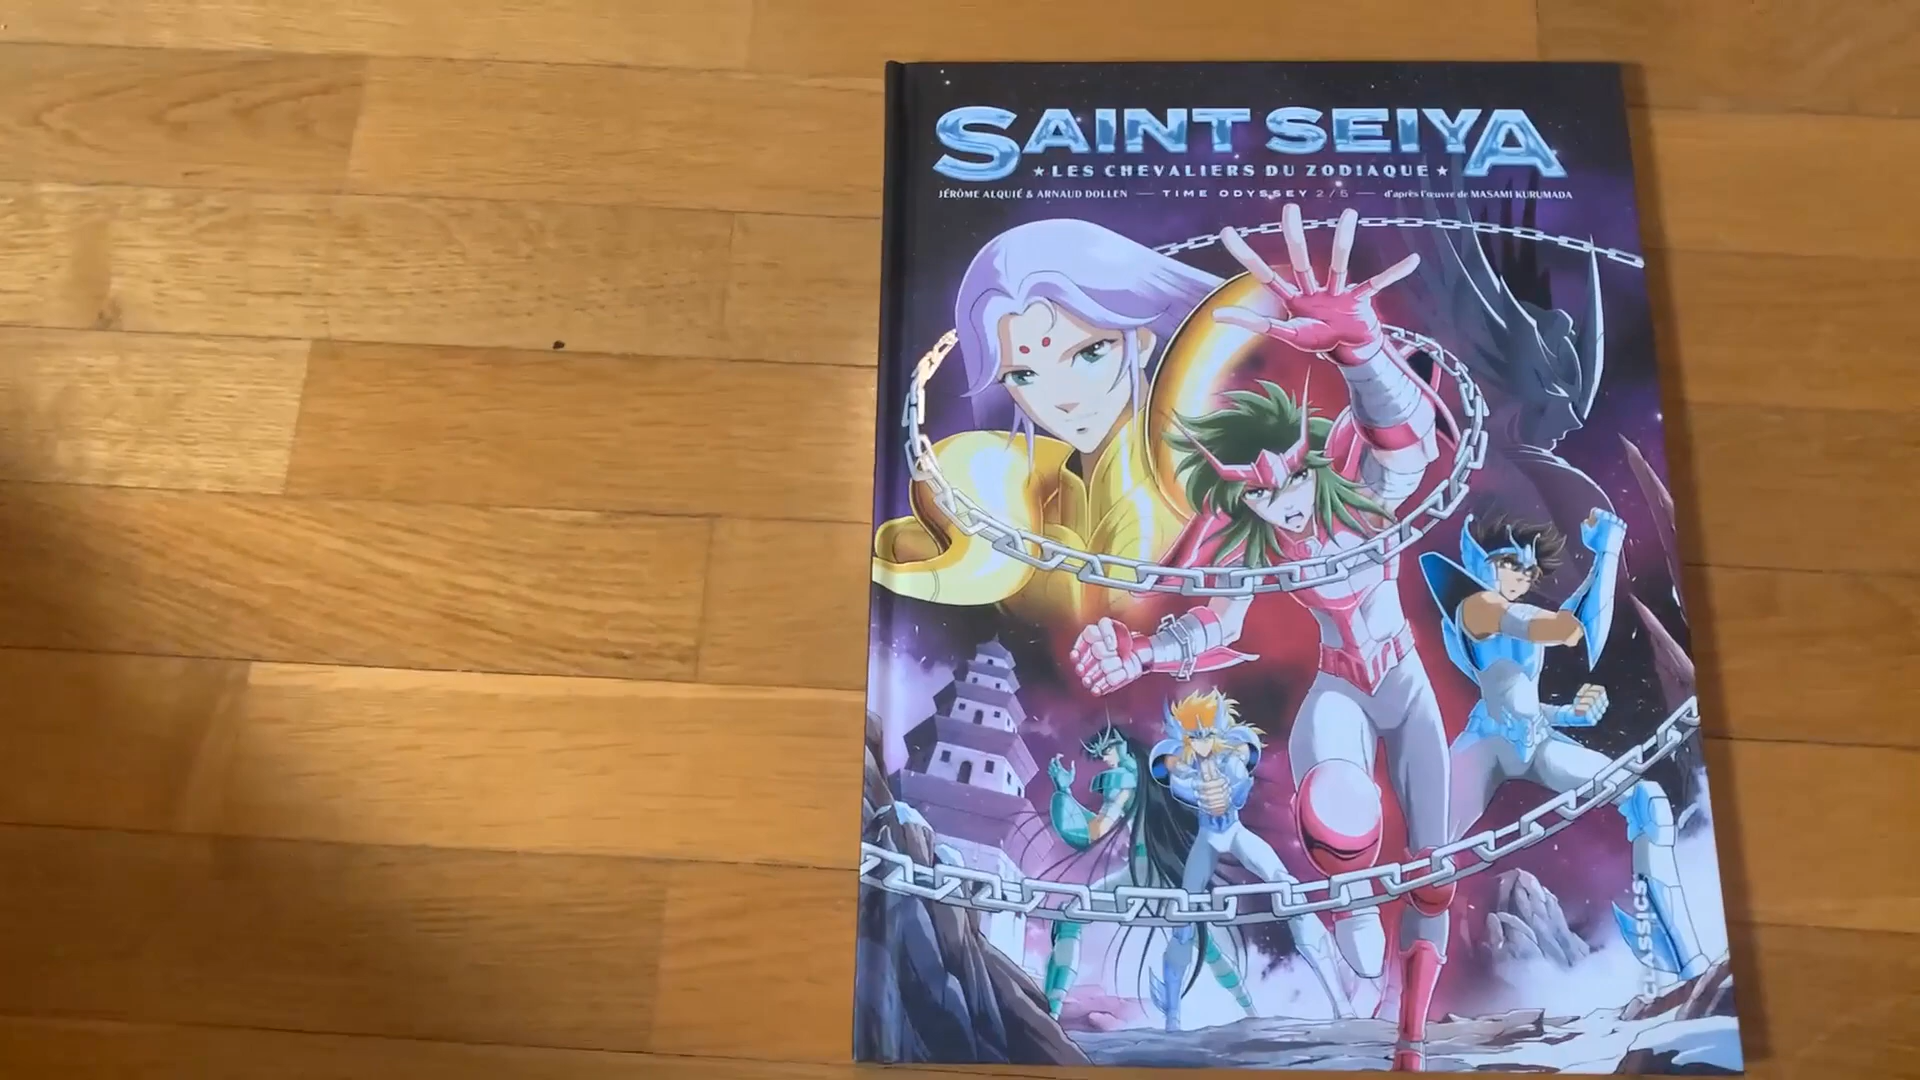 SAINT SEIYA
★ LES CHEVALIERS DU ZODIAQUE ★
JÉRÔME ALQUIÉ & ARNAUD DOLLEN — TIME ODYSSEY 2/5 — d'après l'œuvre de MASAMI KURUMADA
CLASSICS